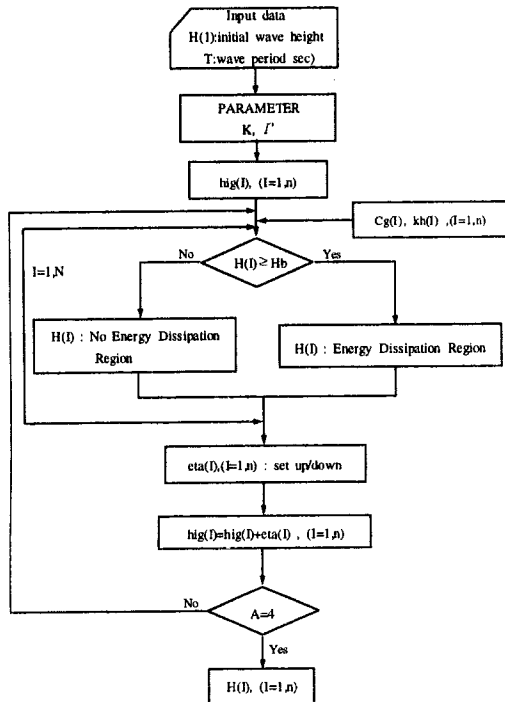 Input data
H(1):initial wave height
T:wave period sec)
PARAMETER
K, Γ
hig(I), (I=1,n)
Cg(I), kh(I) ,(I=1,n)
No
H(I) ≥ Hb
Yes
I=1,N
H(I) : No Energy Dissipation
Region
H(I) : Energy Dissipation Region
eta(I),(I=1,n) : set up/down
hig(I)=hig(I)+eta(I) , (I=1,n)
No
A=4
Yes
H(I), (I=1,n)